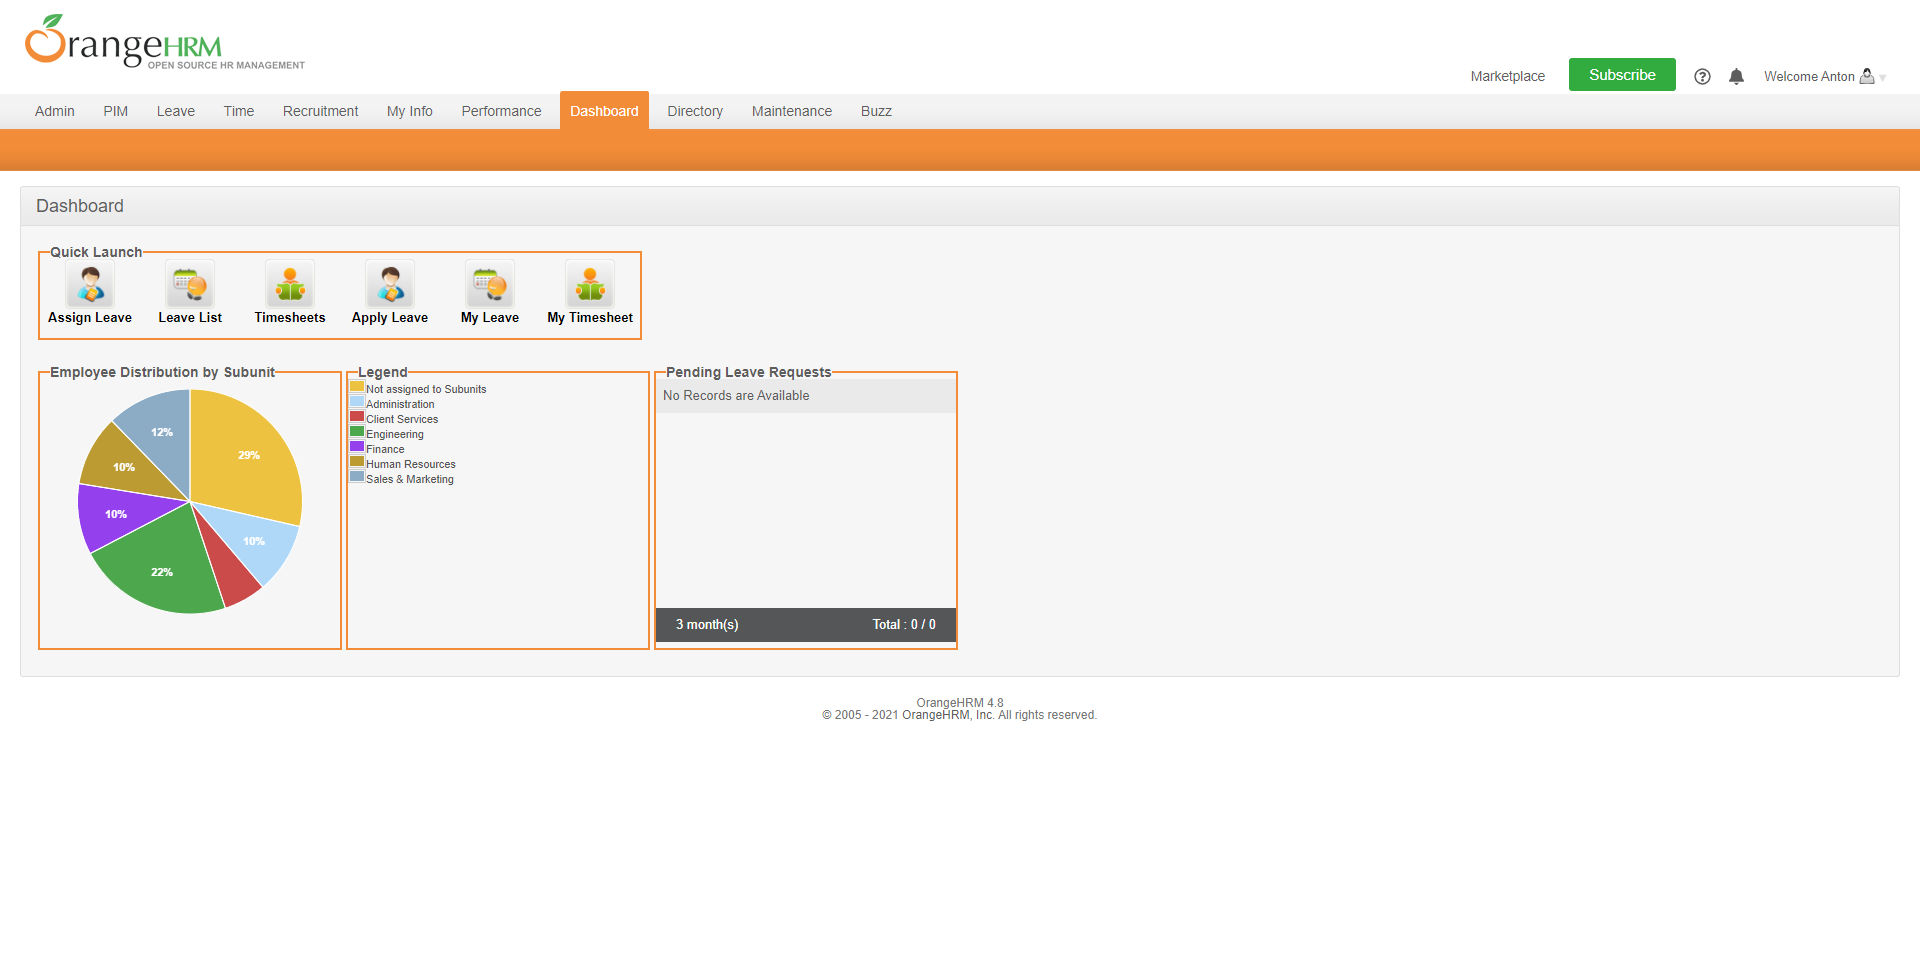 OrangeHRM
OPEN SOURCE HR MANAGEMENT
Marketplace Subscribe Welcome Anton
Admin PIM Leave Time Recruitment My Info Performance Dashboard Directory Maintenance Buzz
Dashboard
Quick Launch
Assign Leave Leave List Timesheets Apply Leave My Leave My Timesheet
Employee Distribution by Subunit
29%
10%
22%
10%
10%
12%
Legend
Not assigned to Subunits
Administration
Client Services
Engineering
Finance
Human Resources
Sales & Marketing
Pending Leave Requests
No Records are Available
3 month(s) Total : 0 / 0
OrangeHRM 4.8
© 2005 - 2021 OrangeHRM, Inc. All rights reserved.